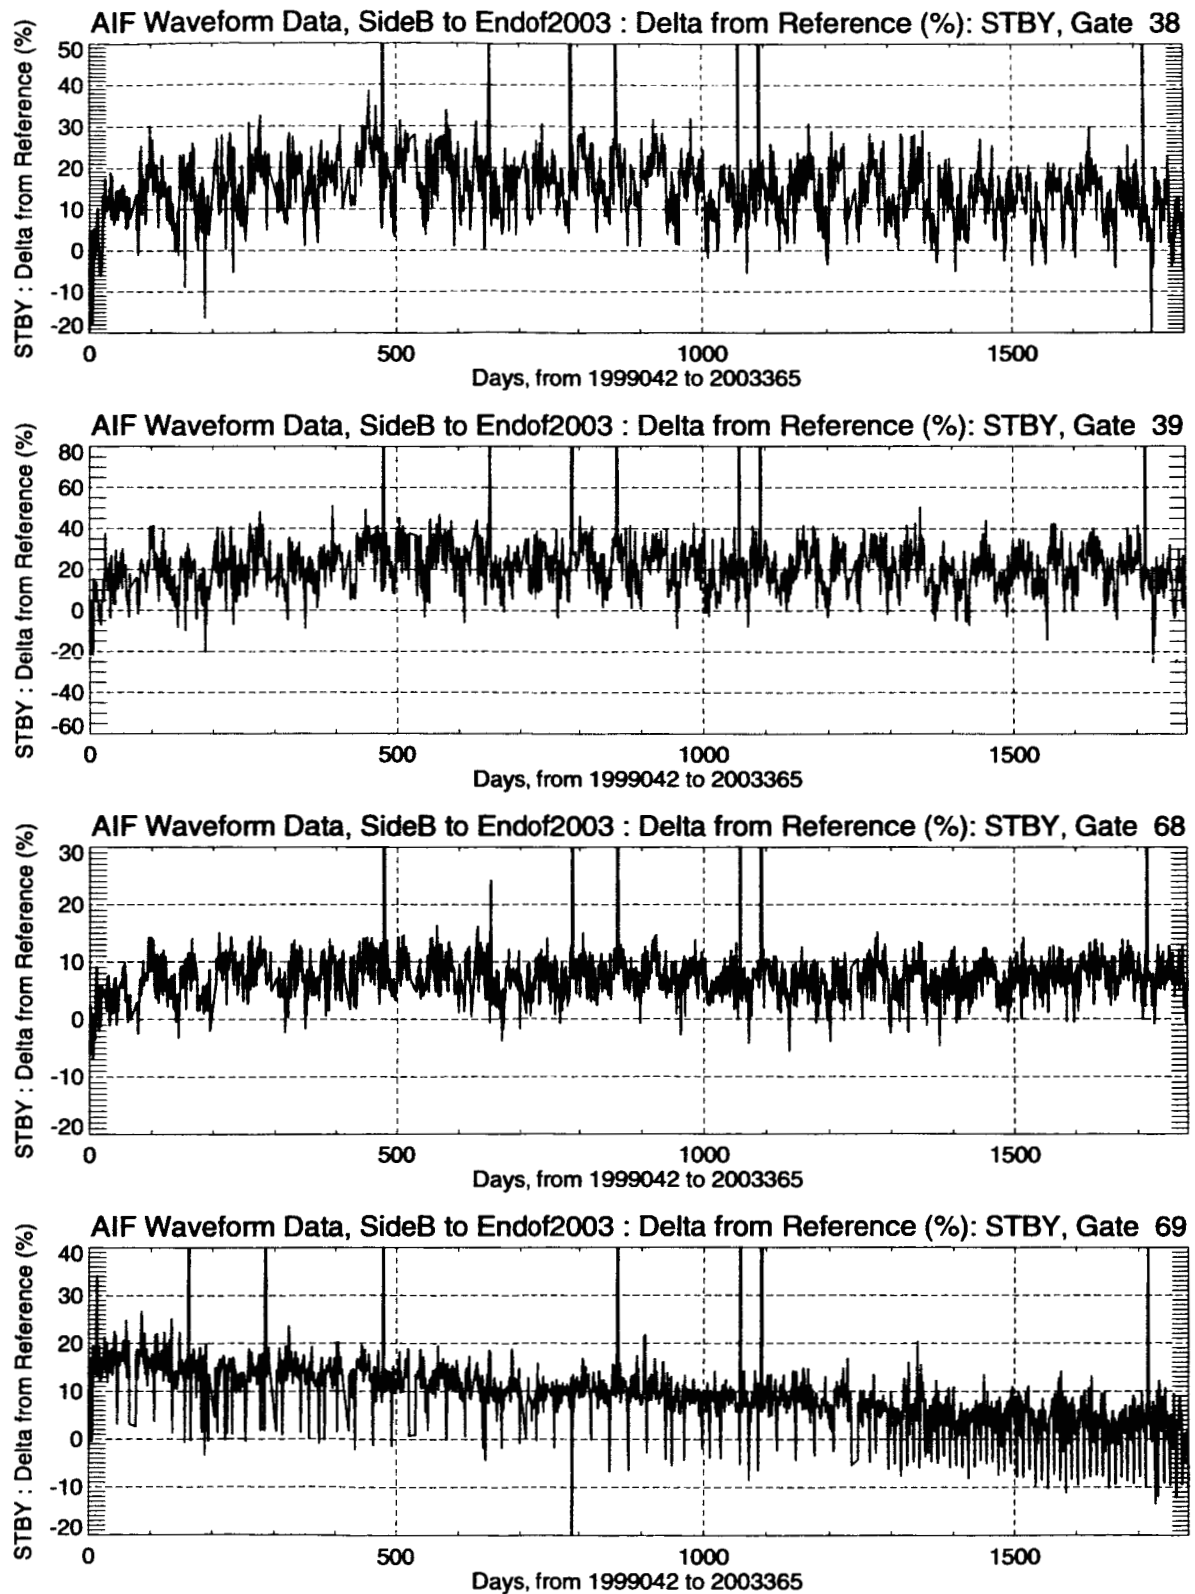 AIF Waveform Data, SideB to Endof2003 : Delta from Reference (%): STBY, Gate 38
STBY : Delta from Reference (%)
50
40
30
20
10
0
-10
-20
0 500 1000 1500
Days, from 1999042 to 2003365
AIF Waveform Data, SideB to Endof2003 : Delta from Reference (%): STBY, Gate 39
STBY : Delta from Reference (%)
80
60
40
20
0
-20
-40
-60
0 500 1000 1500
Days, from 1999042 to 2003365
AIF Waveform Data, SideB to Endof2003 : Delta from Reference (%): STBY, Gate 68
STBY : Delta from Reference (%)
30
20
10
0
-10
-20
0 500 1000 1500
Days, from 1999042 to 2003365
AIF Waveform Data, SideB to Endof2003 : Delta from Reference (%): STBY, Gate 69
STBY : Delta from Reference (%)
40
30
20
10
0
-10
-20
0 500 1000 1500
Days, from 1999042 to 2003365